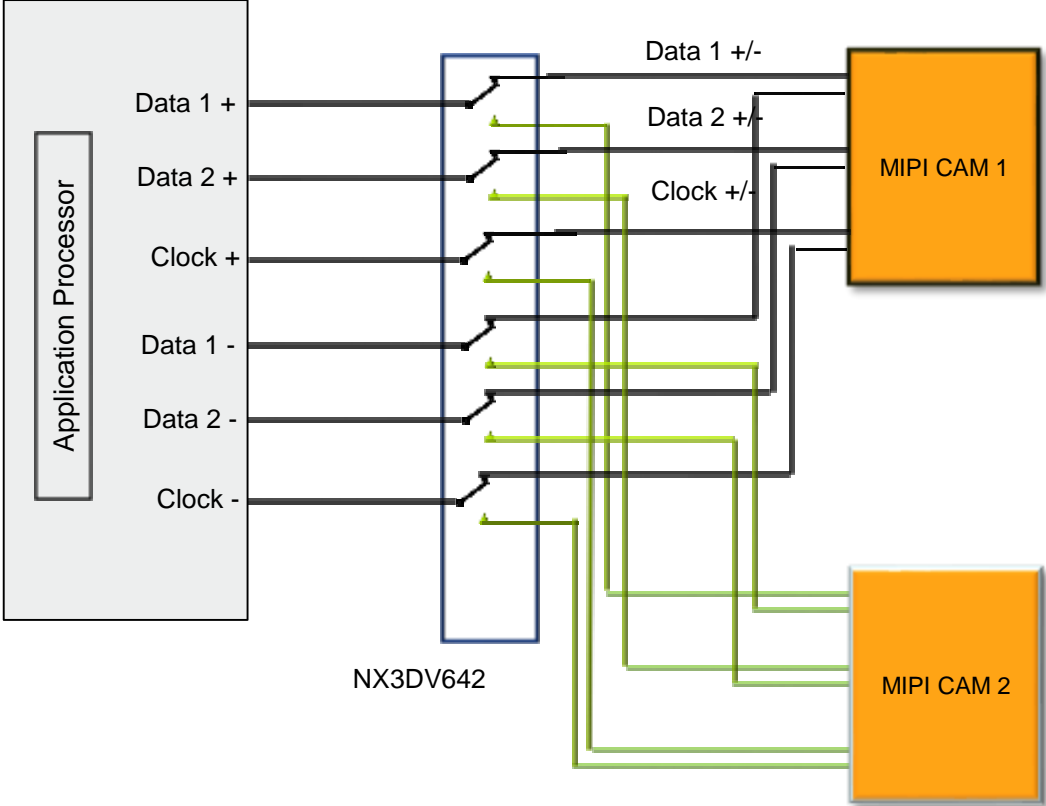 Data 1 +/-
Data 1 +
Data 2 +/-
Data 2 +
MIPI CAM 1
Clock +/-
Clock +
Application Processor
Data 1 -
Data 2 -
Clock -
NX3DV642
MIPI CAM 2